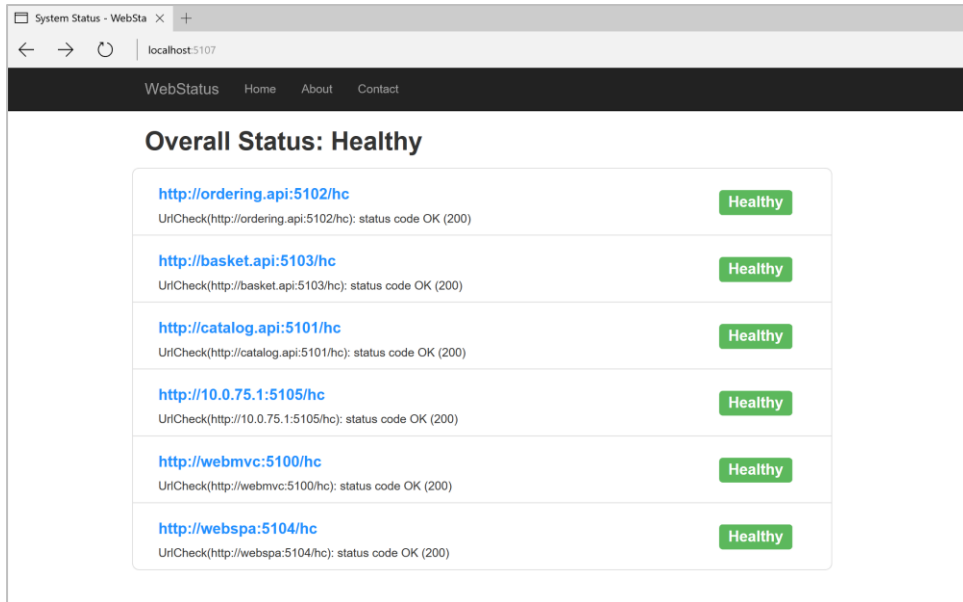 System Status - WebSta
localhost:5107
WebStatus Home About Contact
Overall Status: Healthy
http://ordering.api:5102/hc
Healthy
UrlCheck(http://ordering.api:5102/hc): status code OK (200)
http://basket.api:5103/hc
Healthy
UrlCheck(http://basket.api:5103/hc): status code OK (200)
http://catalog.api:5101/hc
Healthy
UrlCheck(http://catalog.api:5101/hc): status code OK (200)
http://10.0.75.1:5105/hc
Healthy
UrlCheck(http://10.0.75.1:5105/hc): status code OK (200)
http://webmvc:5100/hc
Healthy
UrlCheck(http://webmvc:5100/hc): status code OK (200)
http://webspa:5104/hc
Healthy
UrlCheck(http://webspa:5104/hc): status code OK (200)